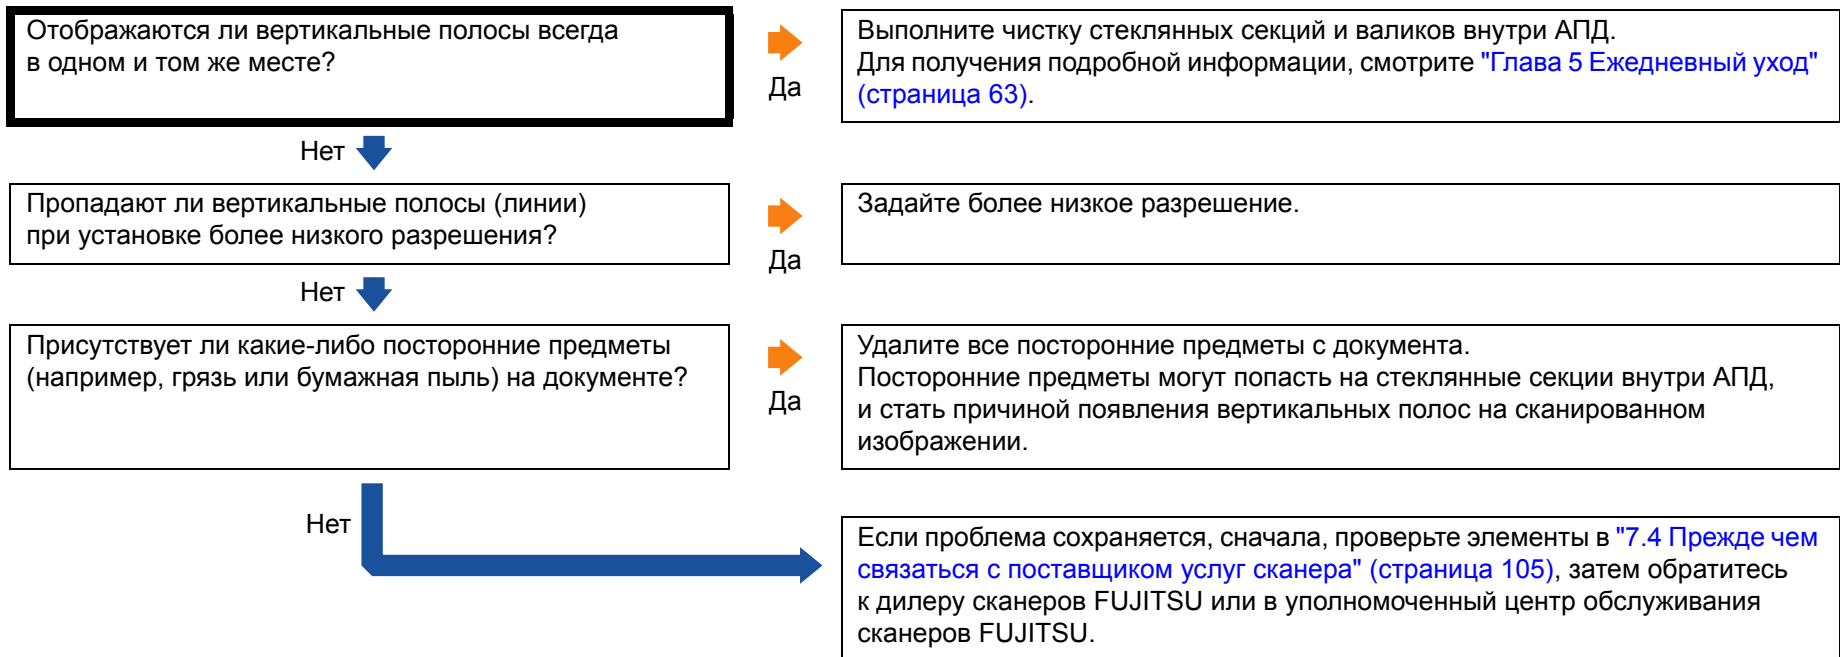 Отображаются ли вертикальные полосы всегда
в одном и том же месте?
Да
Выполните чистку стеклянных секций и валиков внутри АПД.
Для получения подробной информации, смотрите "Глава 5 Ежедневный уход"
(страница 63).
Нет
Пропадают ли вертикальные полосы (линии)
при установке более низкого разрешения?
Да
Задайте более низкое разрешение.
Нет
Присутствует ли какие-либо посторонние предметы
(например, грязь или бумажная пыль) на документе?
Да
Удалите все посторонние предметы с документа.
Посторонние предметы могут попасть на стеклянные секции внутри АПД,
и стать причиной появления вертикальных полос на сканированном
изображении.
Нет
Если проблема сохраняется, сначала, проверьте элементы в "7.4 Прежде чем
связаться с поставщиком услуг сканера" (страница 105), затем обратитесь
к дилеру сканеров FUJITSU или в уполномоченный центр обслуживания
сканеров FUJITSU.